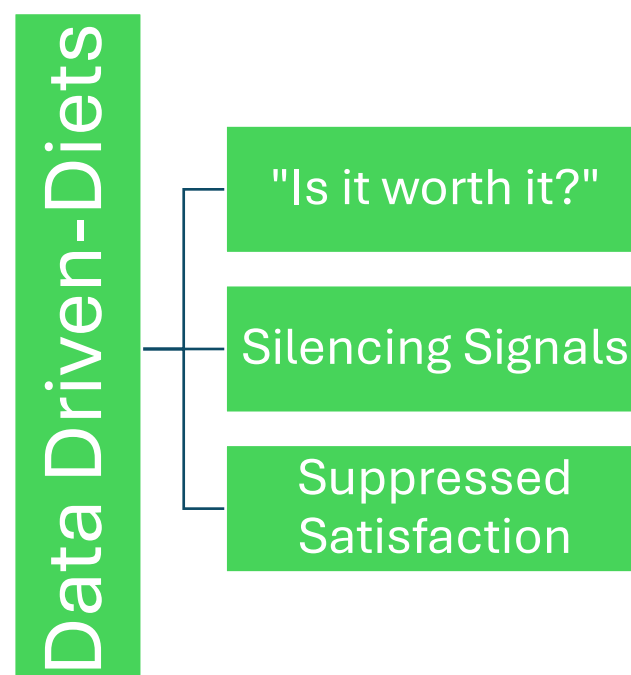 Data Driven-Diets
"Is it worth it?"
Silencing Signals
Suppressed
Satisfaction